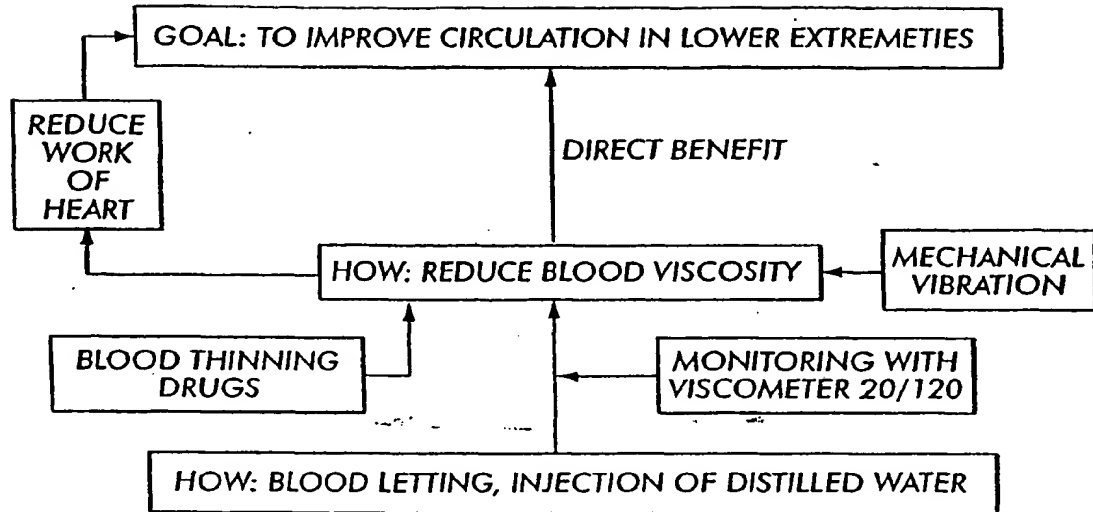 GOAL: TO IMPROVE CIRCULATION IN LOWER EXTREMETIES
REDUCE
WORK
OF
HEART
DIRECT BENEFIT
HOW: REDUCE BLOOD VISCOSITY
MECHANICAL
VIBRATION
BLOOD THINNING
DRUGS
MONITORING WITH
VISCOMETER 20/120
HOW: BLOOD LETTING, INJECTION OF DISTILLED WATER